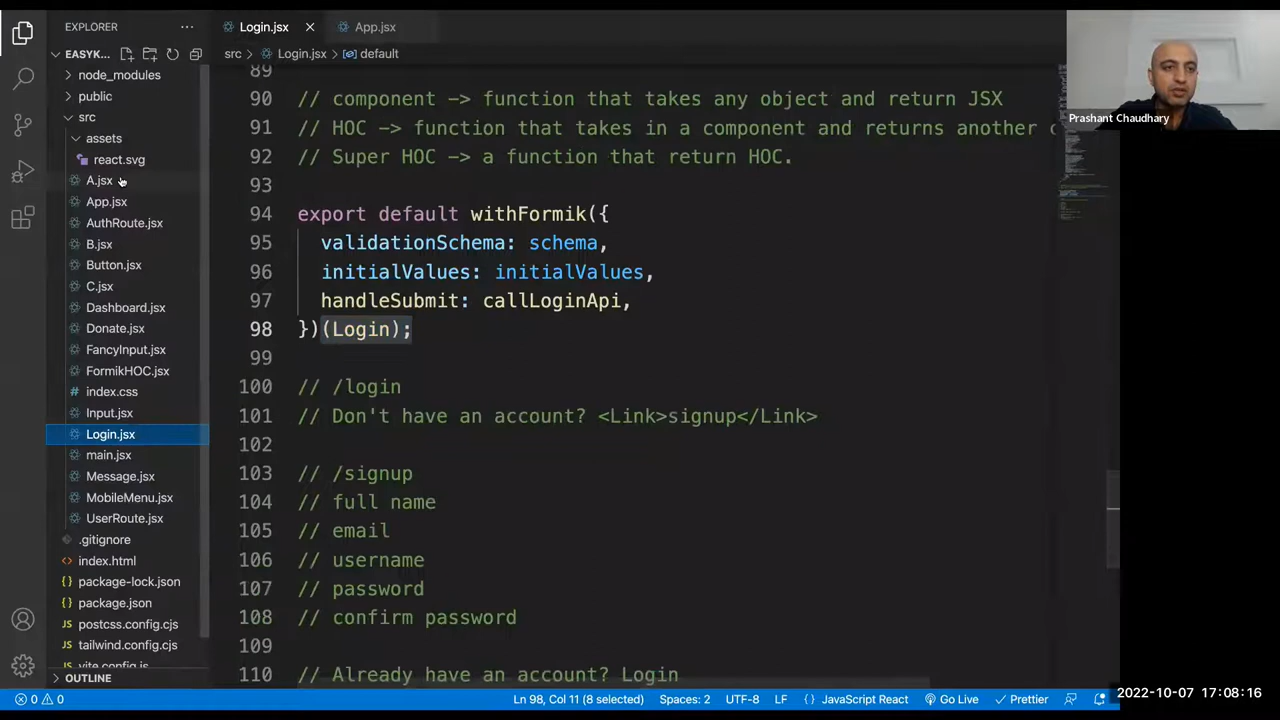 EXPLORER
Login.jsx
App.jsx
EASYK...
src
Login.jsx
default
node_modules
public
src
assets
react.svg
A.jsx
App.jsx
AuthRoute.jsx
B.jsx
Button.jsx
C.jsx
Dashboard.jsx
Donate.jsx
FancyInput.jsx
FormikHOC.jsx
index.css
Input.jsx
Login.jsx
main.jsx
Message.jsx
MobileMenu.jsx
UserRoute.jsx
.gitignore
index.html
package-lock.json
package.json
postcss.config.cjs
tailwind.config.cjs
vite.config.js
OUTLINE
89
90 // component -> function that takes any object and return JSX
91 // HOC -> function that takes in a component and returns another
92 // Super HOC -> a function that return HOC.
93
94 export default withFormik({
95 validationSchema: schema,
96 initialValues: initialValues,
97 handleSubmit: callLoginApi,
98 })(Login);
99
100 // /login
101 // Don't have an account? <Link>signup</Link>
102
103 // /signup
104 // full name
105 // email
106 // username
107 // password
108 // confirm password
109
110 // Already have an account? Login
Prashant Chaudhary
0 0
Ln 98, Col 11 (8 selected)
Spaces: 2
UTF-8
LF
JavaScript React
Go Live
Prettier
2022-10-07 17:08:16